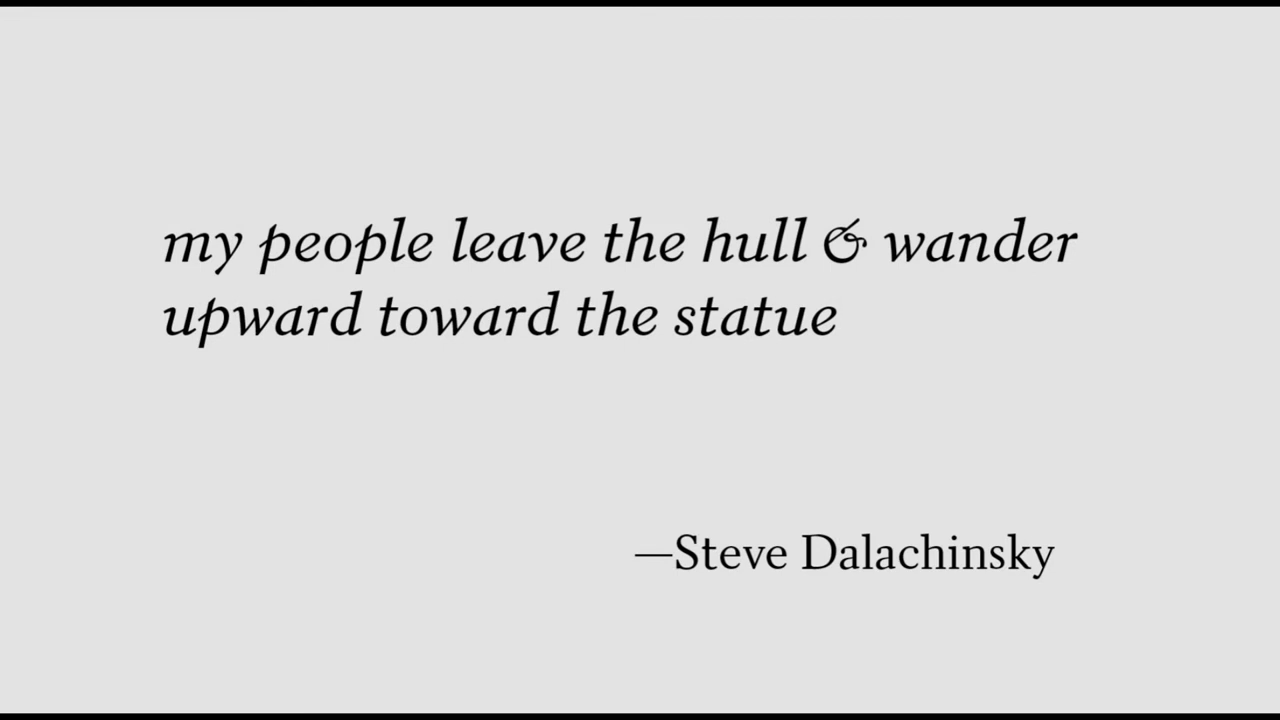 my people leave the hull & wander
upward toward the statue
—Steve Dalachinsky